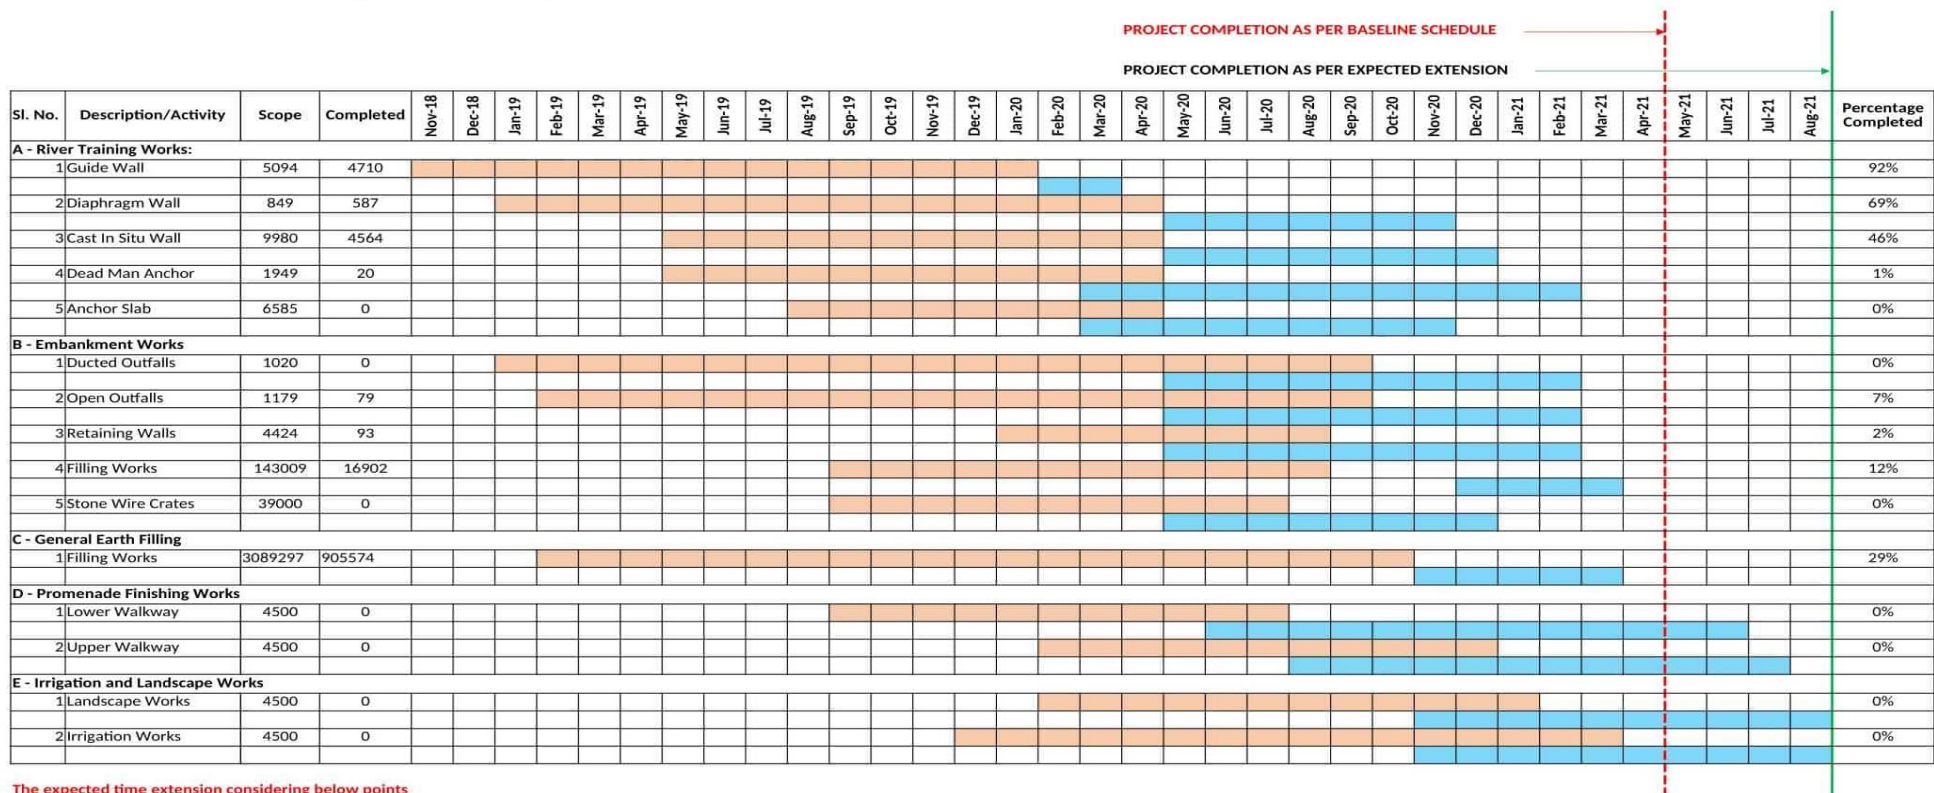 PROJECT COMPLETION AS PER BASELINE SCHEDULE
PROJECT COMPLETION AS PER EXPECTED EXTENSION
Sl. No. Description/Activity Scope Completed Nov-18 Dec-18 Jan-19 Feb-19 Mar-19 Apr-19 May-19 Jun-19 Jul-19 Aug-19 Sep-19 Oct-19 Nov-19 Dec-19 Jan-20 Feb-20 Mar-20 Apr-20 May-20 Jun-20 Jul-20 Aug-20 Sep-20 Oct-20 Nov-20 Dec-20 Jan-21 Feb-21 Mar-21 Apr-21 May-21 Jun-21 Jul-21 Aug-21 Percentage Completed
A - River Training Works:
1 Guide Wall 5094 4710 92%
2 Diaphragm Wall 849 587 69%
3 Cast In Situ Wall 9980 4564 46%
4 Dead Man Anchor 1949 20 1%
5 Anchor Slab 6585 0 0%
B - Embankment Works
1 Ducted Outfalls 1020 0 0%
2 Open Outfalls 1179 79 7%
3 Retaining Walls 4424 93 2%
4 Filling Works 143009 16902 12%
5 Stone Wire Crates 39000 0 0%
C - General Earth Filling
1 Filling Works 3089297 905574 29%
D - Promenade Finishing Works
1 Lower Walkway 4500 0 0%
2 Upper Walkway 4500 0 0%
E - Irrigation and Landscape Works
1 Landscape Works 4500 0 0%
2 Irrigation Works 4500 0 0%
The expected time extension considering below points